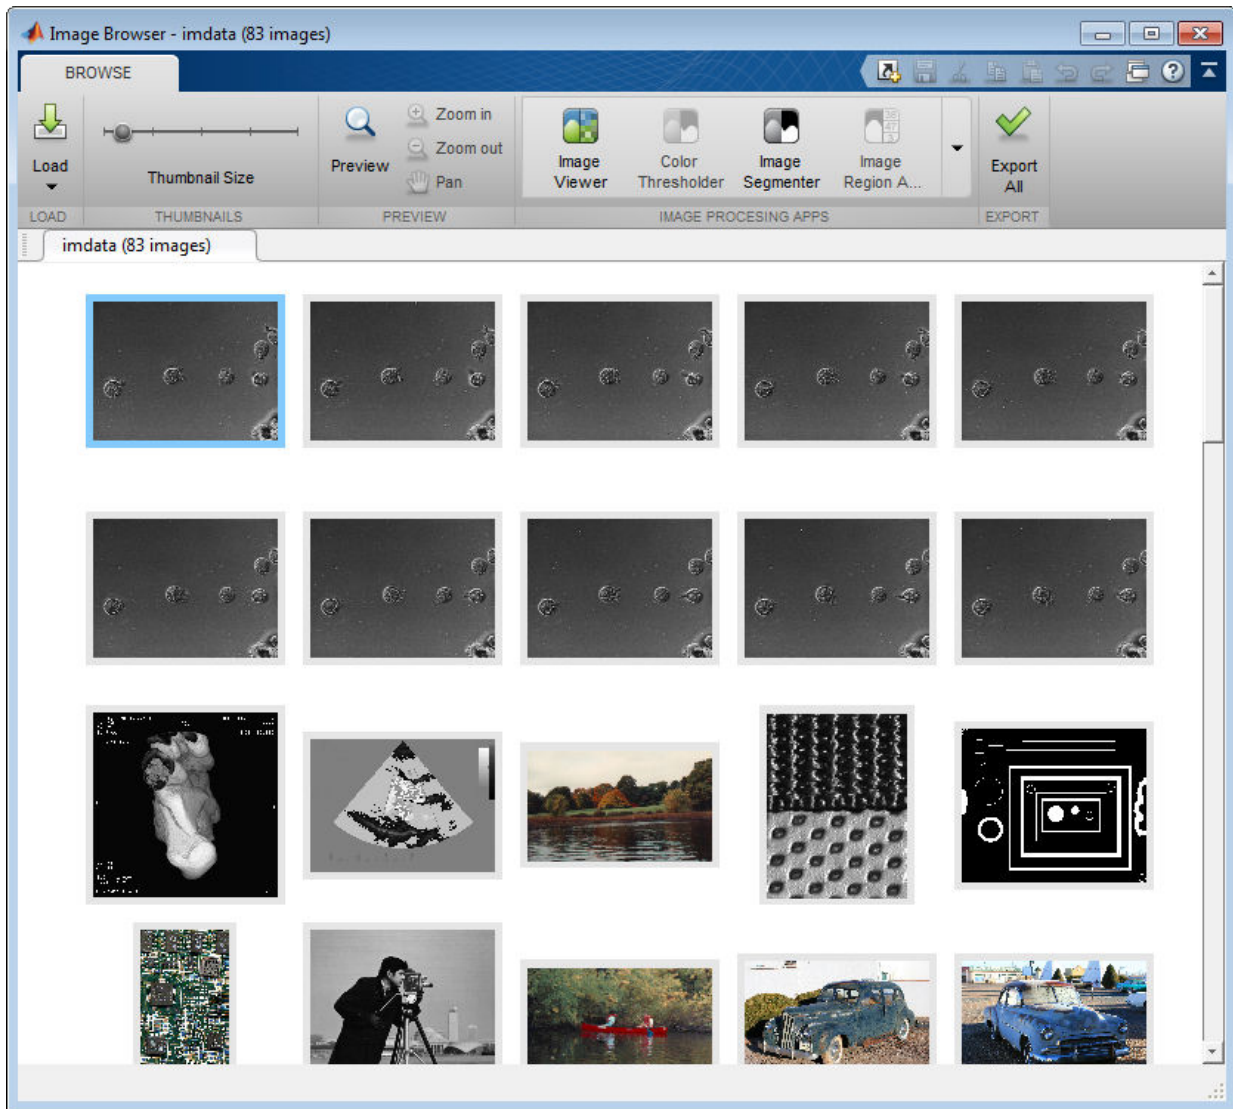 Image Browser - imdata (83 images)
BROWSE
Load
Thumbnail Size
Preview
Zoom in
Zoom out
Pan
Image
Viewer
Color
Thresholder
Image
Segmenter
Image
Region A...
Export
All
LOAD
THUMBNAILS
PREVIEW
IMAGE PROCESING APPS
EXPORT
imdata (83 images)